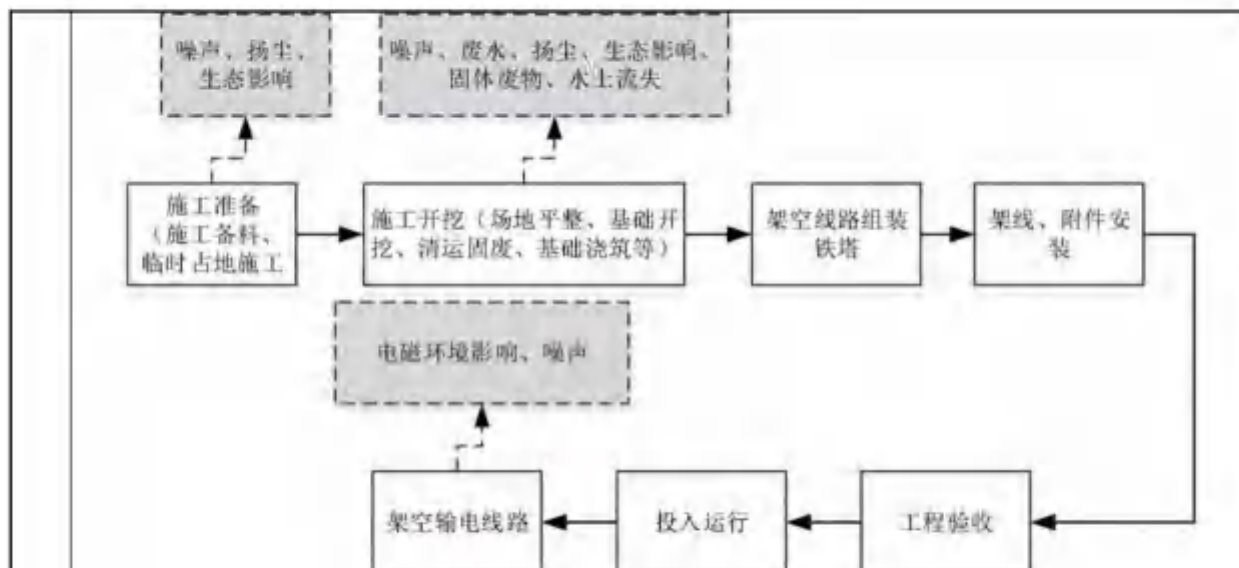 噪声、扬尘、
生态影响
噪声、废水、扬尘、生态影响、
固体废物、水土流失
施工准备
（施工备料、
临时占地施工
施工开挖（场地平整、基础开
挖、清运固废、基础浇筑等）
架空线路组装
铁塔
架线、附件安
装
电磁环境影响、噪声
架空输电线路
投入运行
工程验收